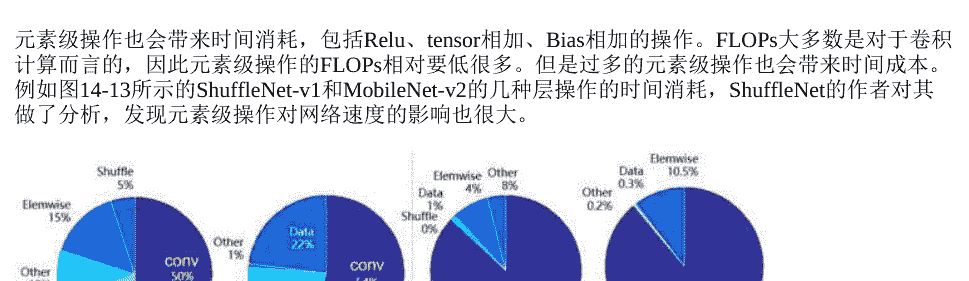 元素级操作也会带来时间消耗，包括Relu、tensor相加、Bias相加的操作。FLOPs大多数是对于卷积
计算而言的，因此元素级操作的FLOPs相对要低很多。但是过多的元素级操作也会带来时间成本。
例如图14-13所示的ShuffleNet-v1和MobileNet-v2的几种层操作的时间消耗，ShuffleNet的作者对其
做了分析，发现元素级操作对网络速度的影响也很大。
Shuffle
5%
Elemwise
15%
Other
conv
50%
Data
22%
Other
1%
conv
Elemwise
4%
Other
8%
Data
1%
Shuffle
0%
Elemwise
10.5%
Data
0.3%
Other
0.2%